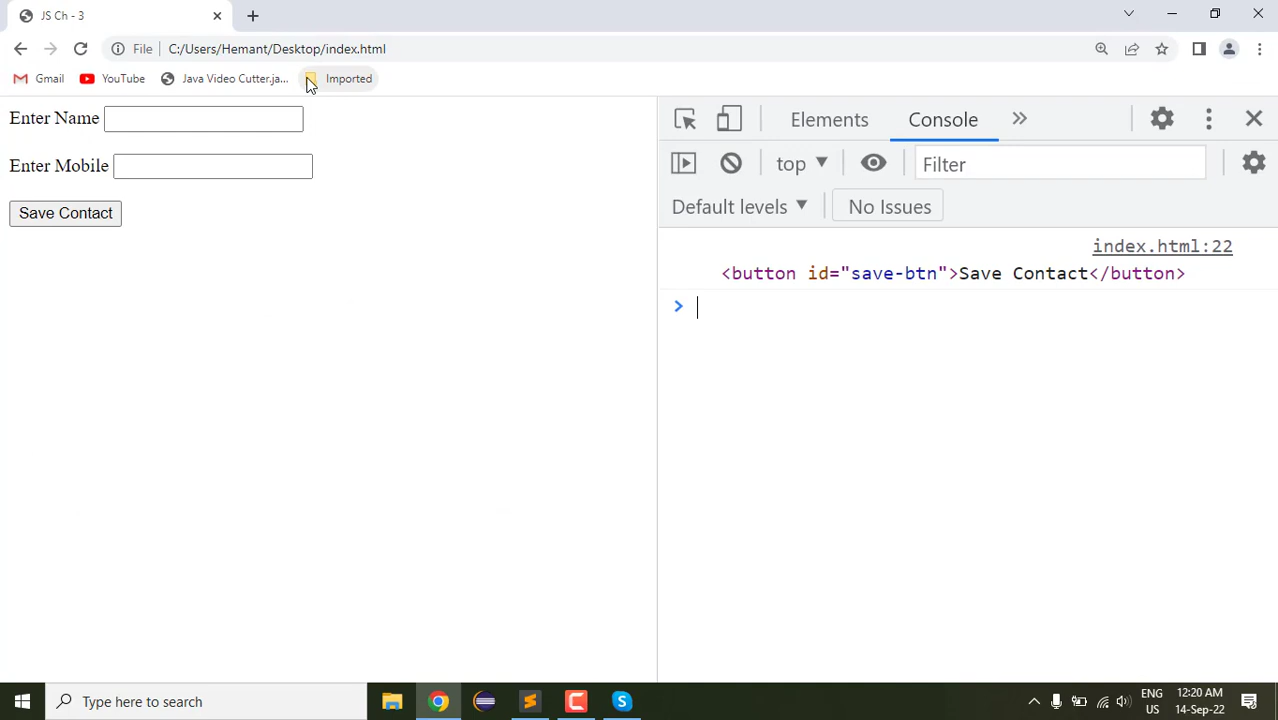 JS Ch - 3
File C:/Users/Hemant/Desktop/index.html
Gmail YouTube Java Video Cutter.ja... Imported
Enter Name
Enter Mobile
Save Contact
Elements Console
top Filter
Default levels No Issues
index.html:22
<button id="save-btn">Save Contact</button>
Type here to search
ENG
US
12:20 AM
14-Sep-22